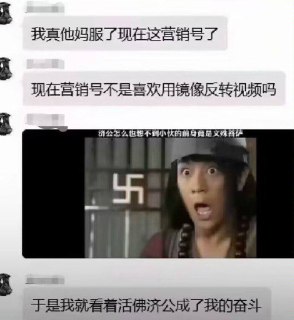 我真他妈服了现在这营销号了
现在营销号不是喜欢用镜像反转视频吗
济公怎么也想不到小伙的前身竟是文殊菩萨
于是我就看着活佛济公成了我的奋斗